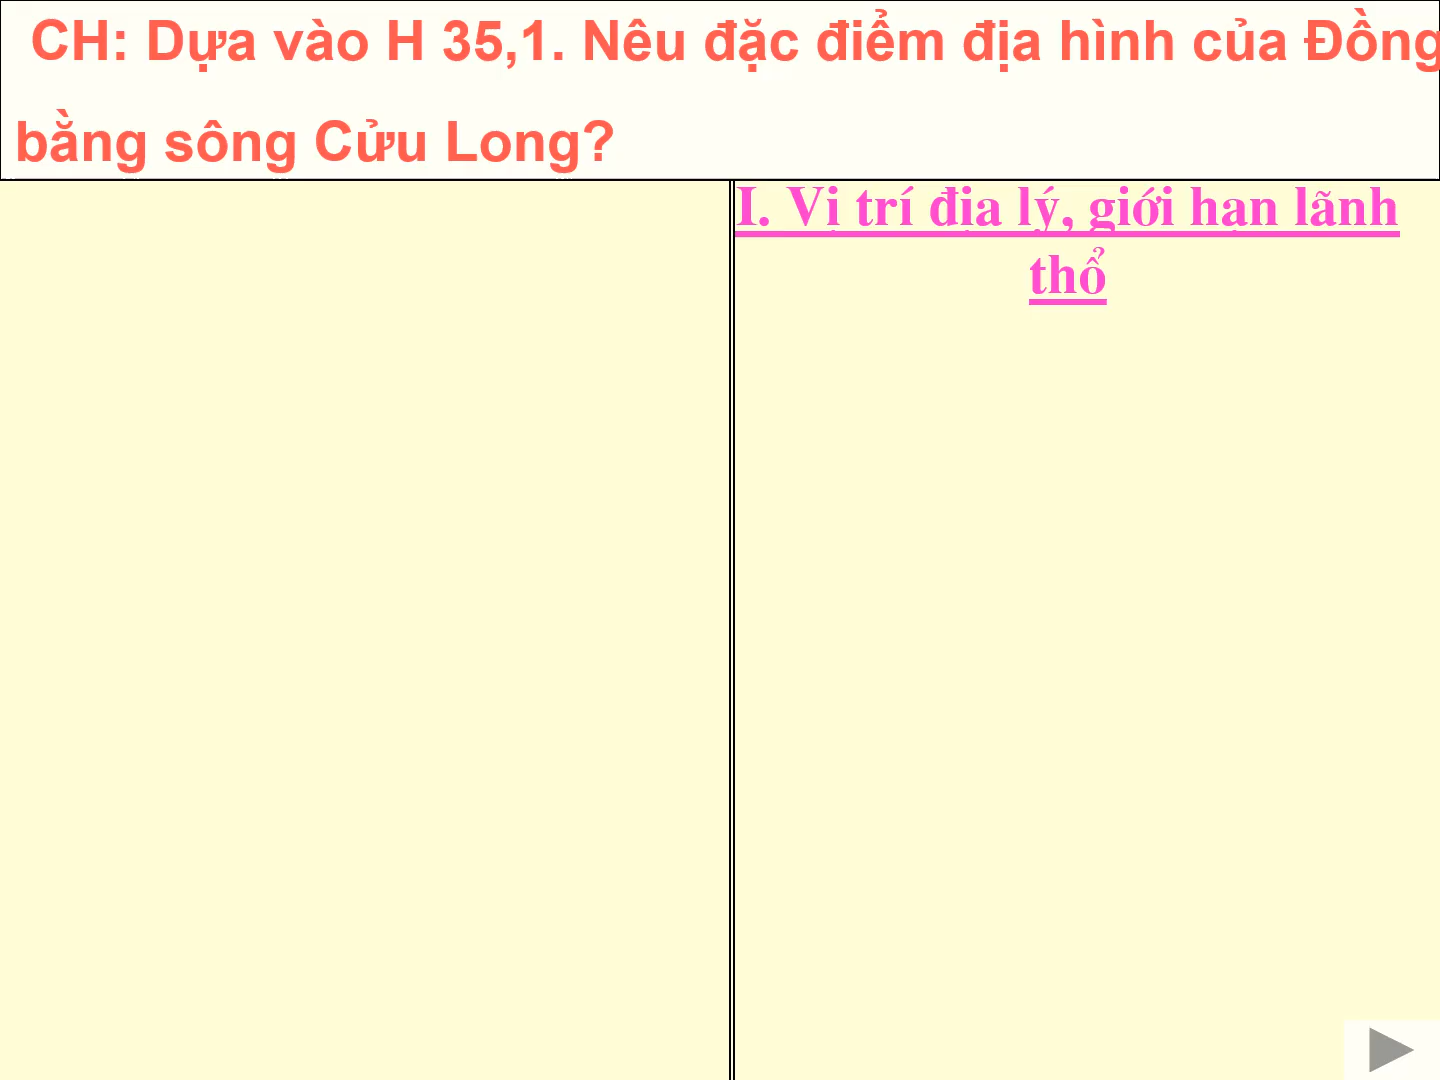 CH: Dựa vào H 35,1. Nêu đặc điểm địa hình của Đồng
bằng sông Cửu Long?
I. Vị trí địa lý, giới hạn lãnh
thổ